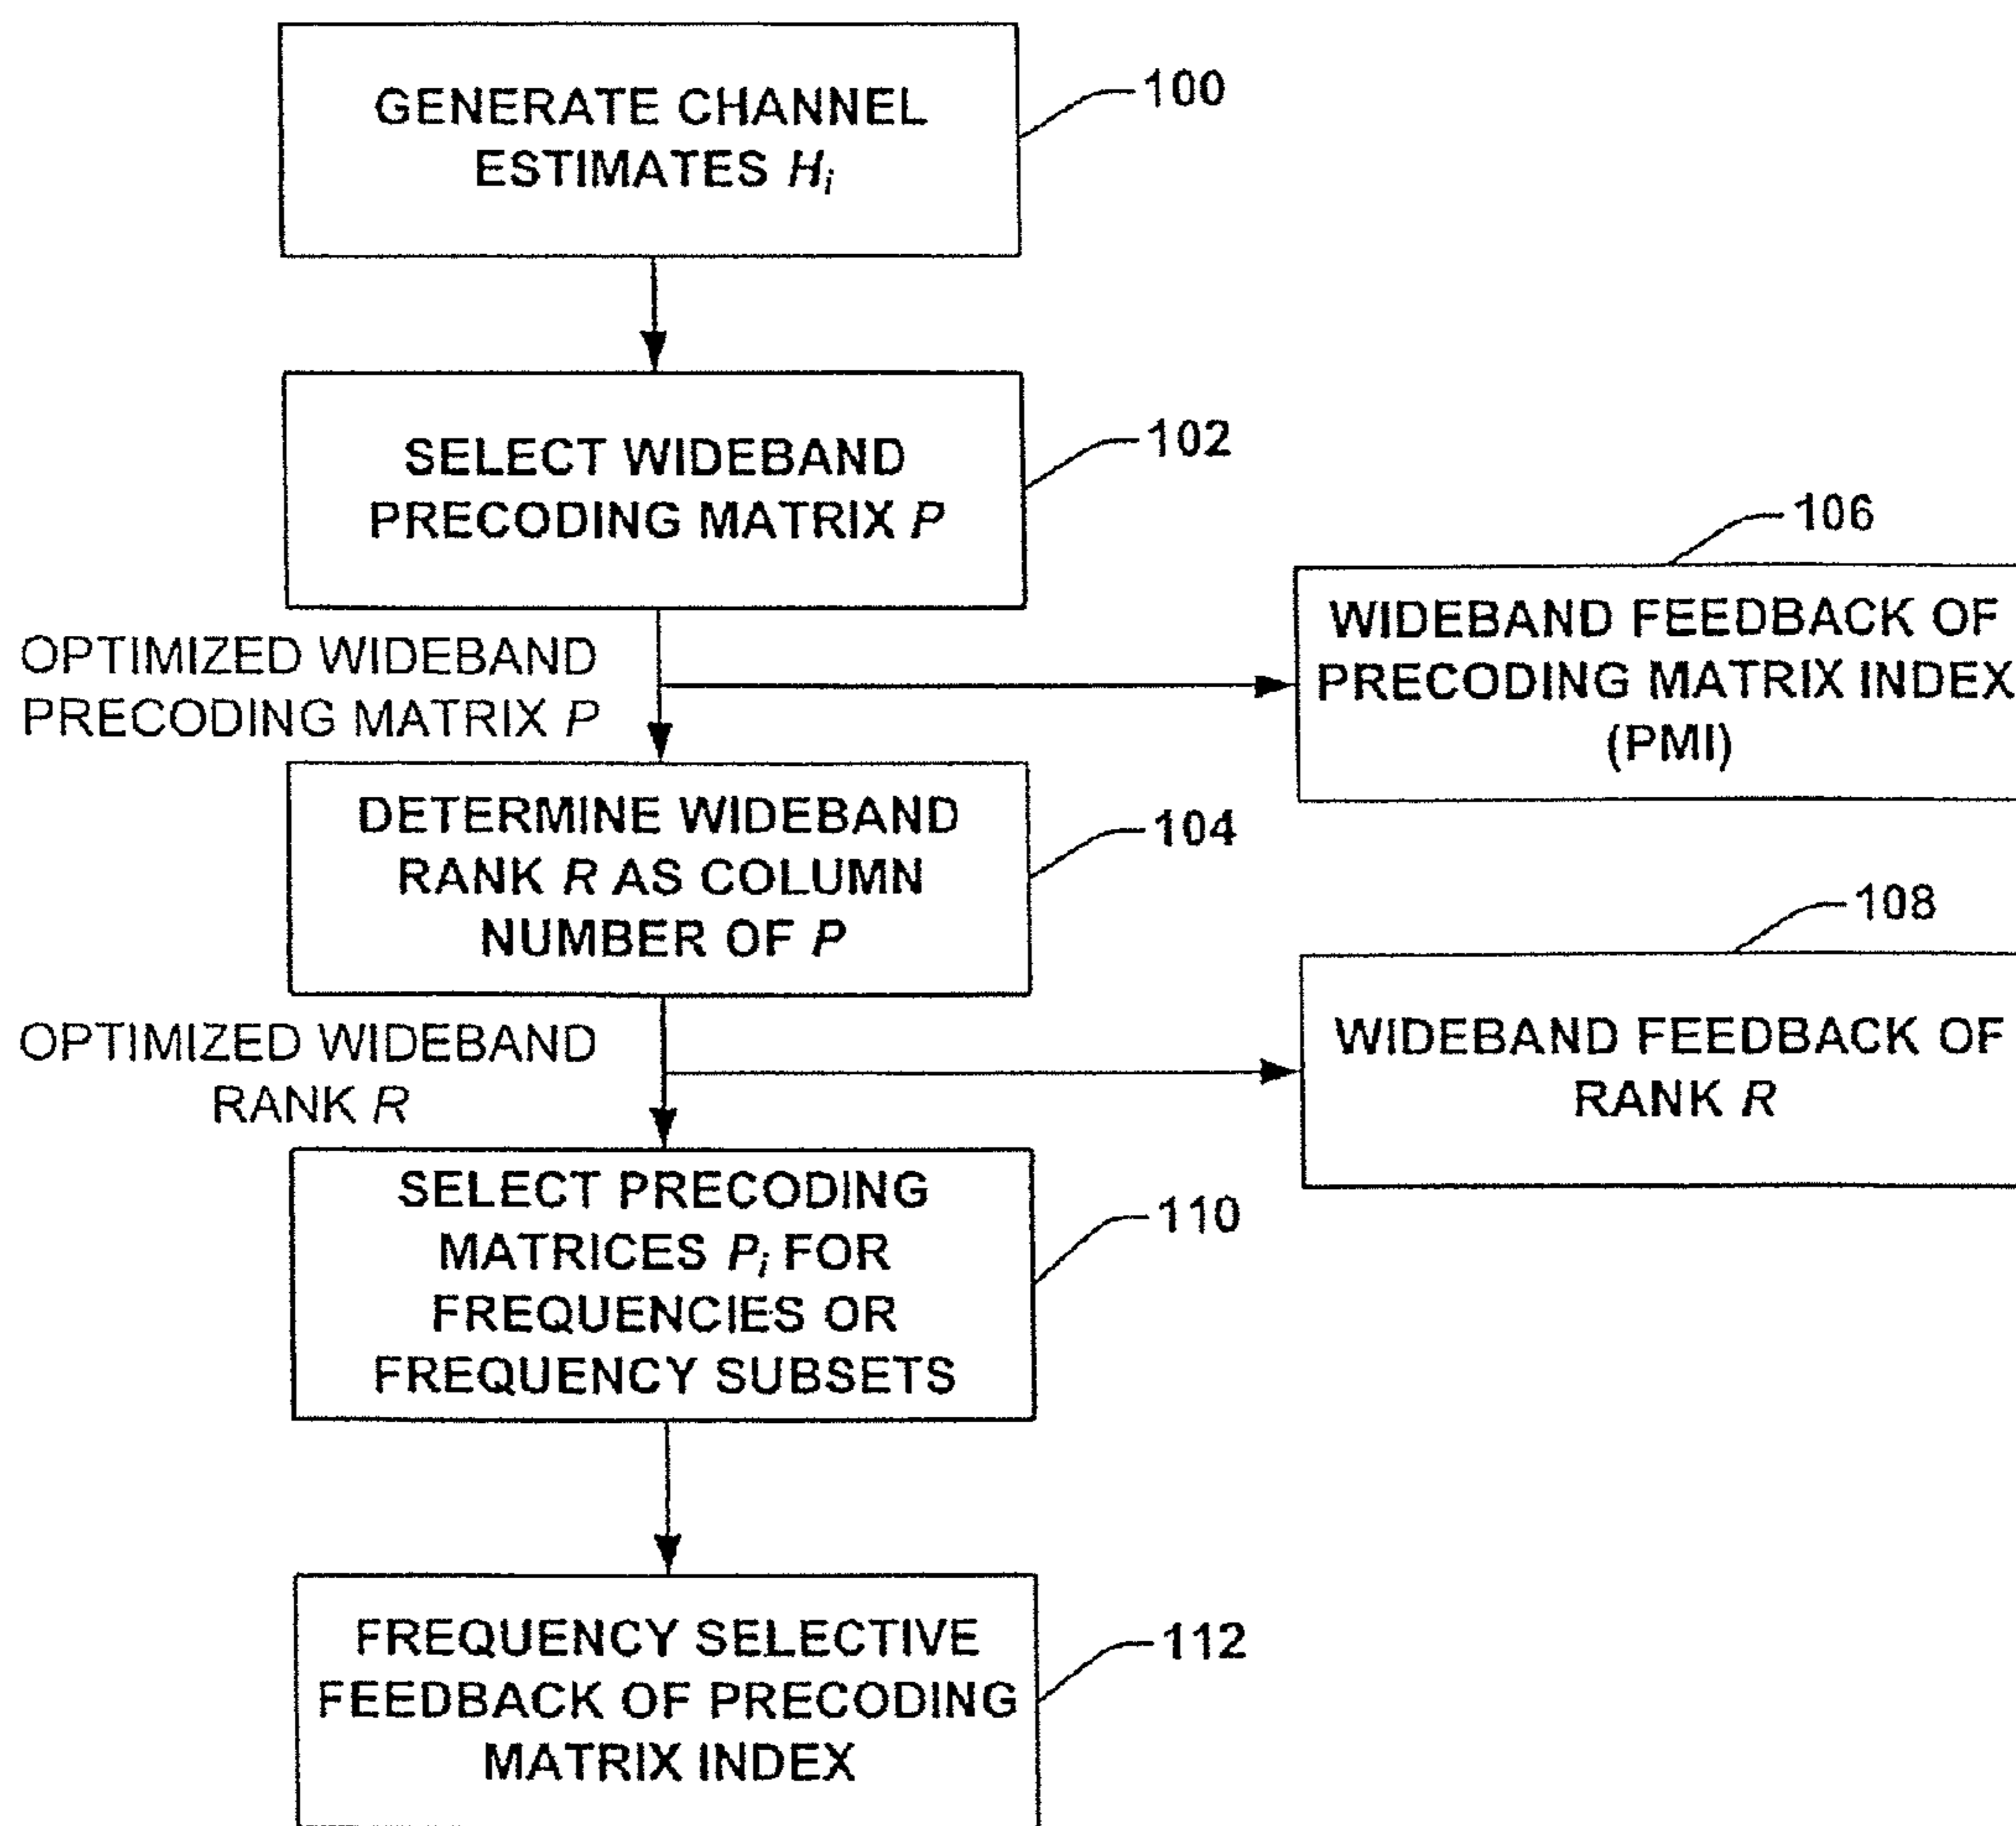 GENERATE CHANNEL
ESTIMATES Hi
100
SELECT WIDEBAND
PRECODING MATRIX P
102
106
WIDEBAND FEEDBACK OF
PRECODING MATRIX INDEX
(PMI)
OPTIMIZED WIDEBAND
PRECODING MATRIX P
DETERMINE WIDEBAND
RANK R AS COLUMN
NUMBER OF P
104
108
WIDEBAND FEEDBACK OF
RANK R
OPTIMIZED WIDEBAND
RANK R
SELECT PRECODING
MATRICES Pi FOR
FREQUENCIES OR
FREQUENCY SUBSETS
110
FREQUENCY SELECTIVE
FEEDBACK OF PRECODING
MATRIX INDEX
112